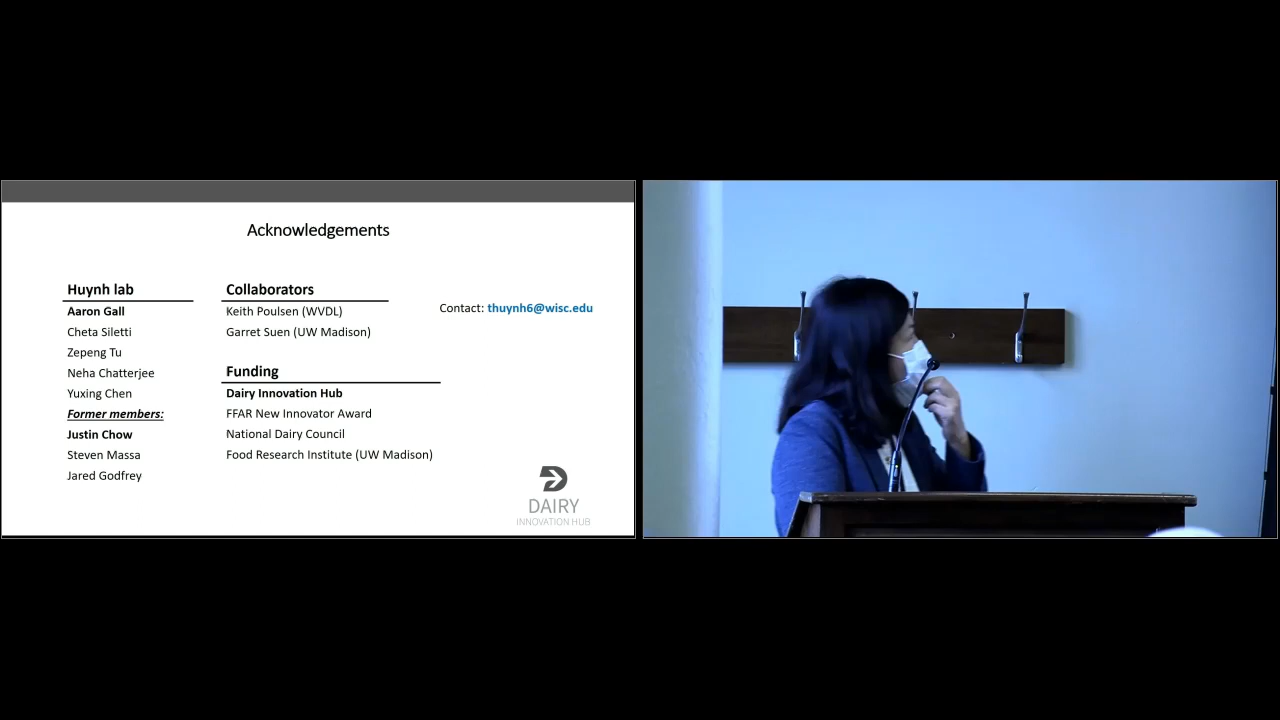 Acknowledgements
Huynh lab
Aaron Gall
Cheta Siletti
Zepeng Tu
Neha Chatterjee
Yuxing Chen
Former members:
Justin Chow
Steven Massa
Jared Godfrey
Collaborators
Keith Poulsen (WVDL)
Garret Suen (UW Madison)
Funding
Dairy Innovation Hub
FFAR New Innovator Award
National Dairy Council
Food Research Institute (UW Madison)
Contact: thuynh6@wisc.edu
DAIRY
INNOVATION HUB